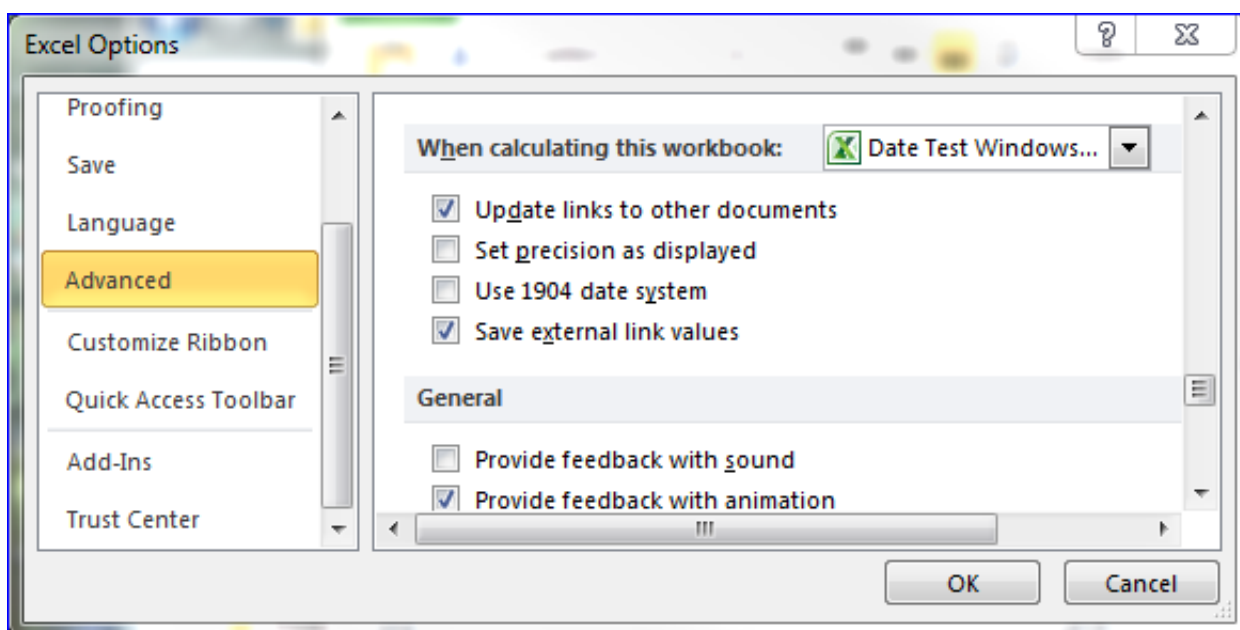 Excel Options
Proofing
Save
Language
Advanced
Customize Ribbon
Quick Access Toolbar
Add-Ins
Trust Center
When calculating this workbook: Date Test Windows...
Update links to other documents
Set precision as displayed
Use 1904 date system
Save external link values
General
Provide feedback with sound
Provide feedback with animation
OK Cancel